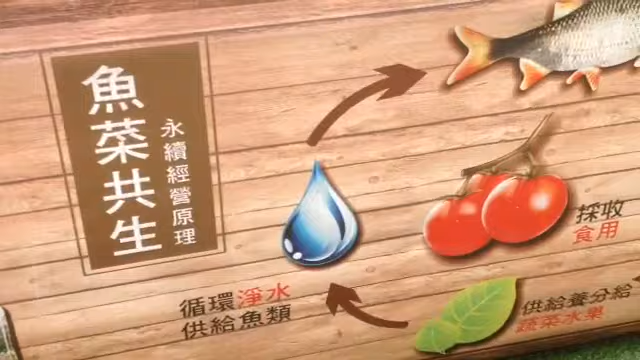 魚菜共生
永續經營原理
採收
食用
循環淨水
供給魚類
供給養分給
蔬菜水果